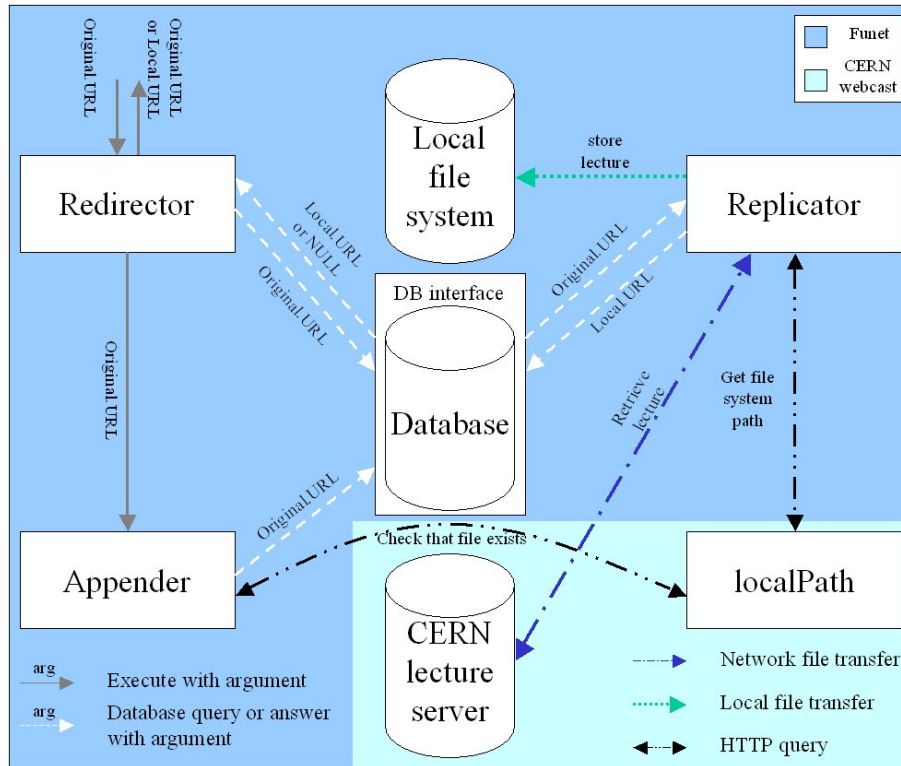 Original.URL
Original.URL
or Local.URL
Funet
CERN
webcast
Local
file
system
store
lecture
Redirector
Replicator
Local.URL
or NULL
Original.URL
DB interface
Original.URL
Local.URL
Database
Original.URL
Retrieve
lecture
Get file
system
path
Original.URL
Check that file exists
Appender
localPath
CERN
lecture
server
arg
Execute with argument
arg
Database query or answer
with argument
Network file transfer
Local file transfer
HTTP query